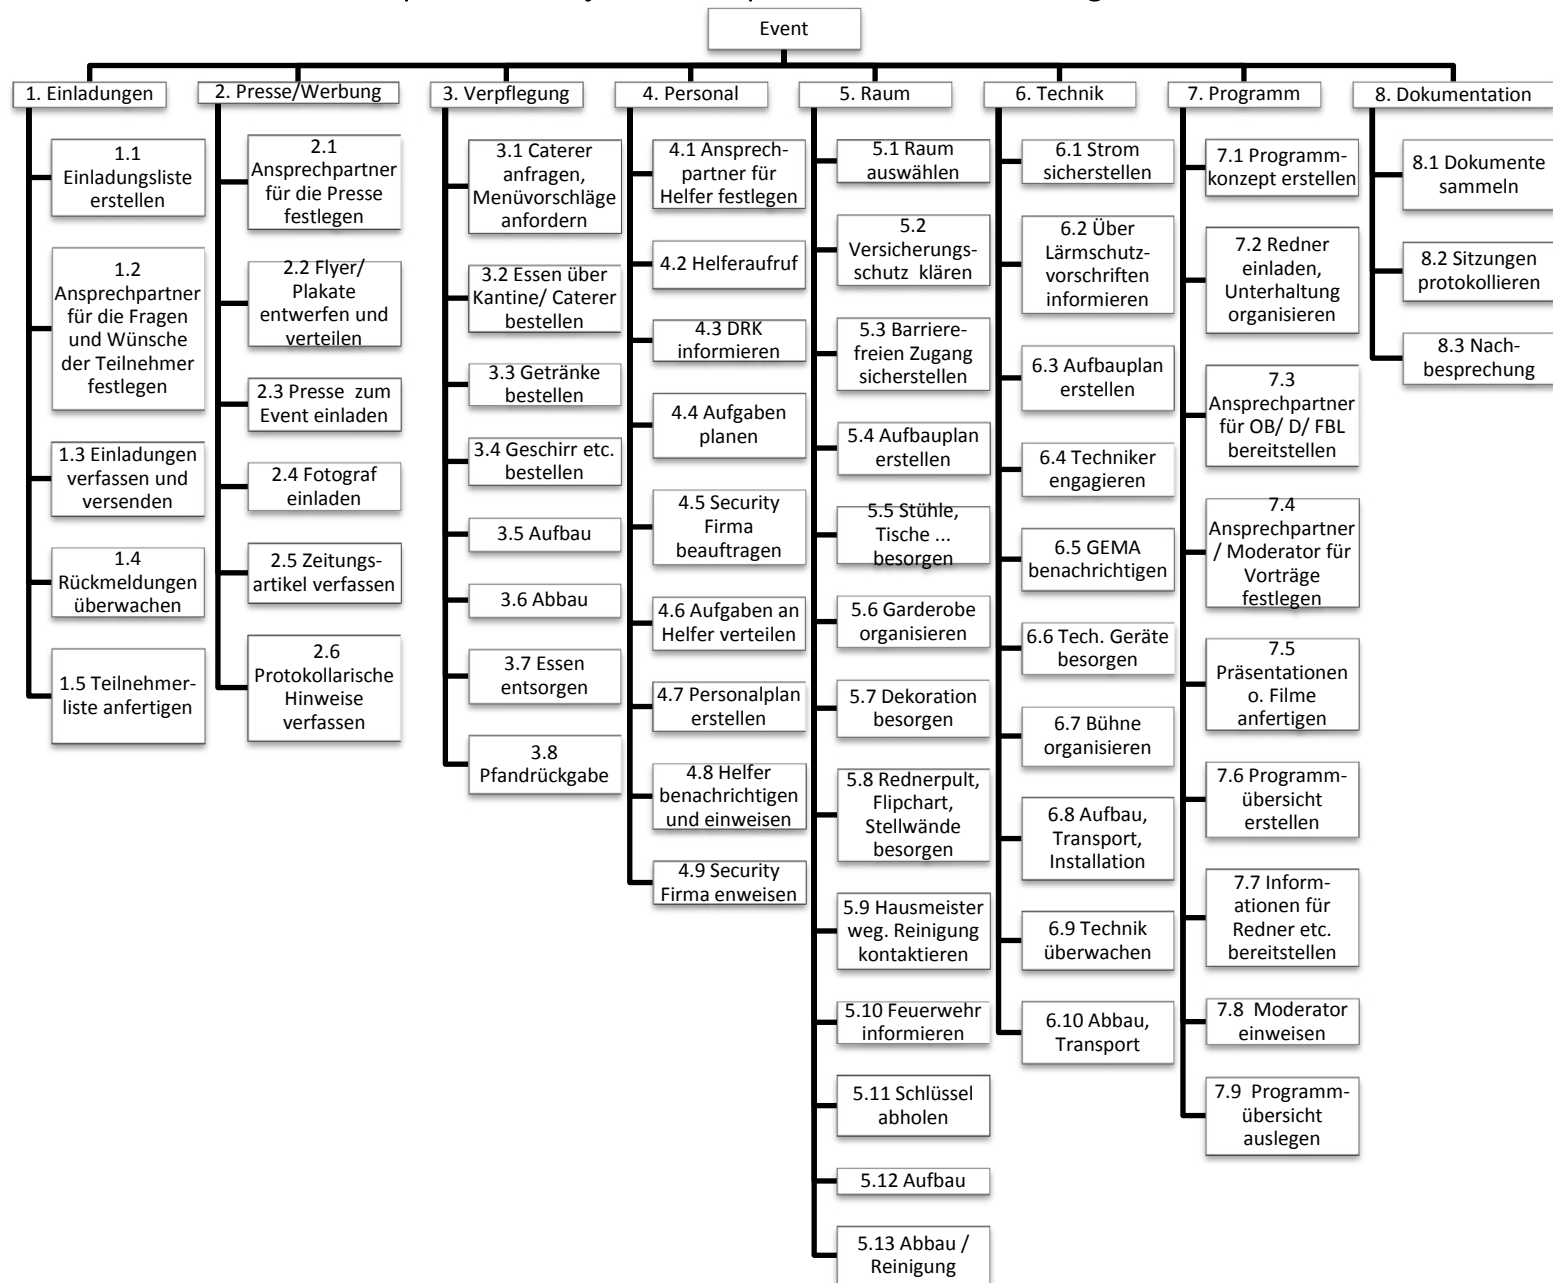 Event
1. Einladungen
1.1
Einladungsliste
erstellen
1.2
Ansprechpartner
für die Fragen
und Wünsche
der Teilnehmer
festlegen
1.3 Einladungen
verfassen und
versenden
1.4
Rückmeldungen
überwachen
1.5 Teilnehmer-
liste anfertigen
2. Presse/Werbung
2.1
Ansprechpartner
für die Presse
festlegen
2.2 Flyer/
Plakate
entwerfen und
verteilen
2.3 Presse zum
Event einladen
2.4 Fotograf
einladen
2.5 Zeitungs-
artikel verfassen
2.6
Protokollarische
Hinweise
verfassen
3. Verpflegung
3.1 Caterer
anfragen,
Menüvorschläge
anfordern
3.2 Essen über
Kantine/ Caterer
bestellen
3.3 Getränke
bestellen
3.4 Geschirr etc.
bestellen
3.5 Aufbau
3.6 Abbau
3.7 Essen
entsorgen
3.8
Pfandrückgabe
4. Personal
4.1 Ansprech-
partner für
Helfer festlegen
4.2 Helferaufruf
4.3 DRK
informieren
4.4 Aufgaben
planen
4.5 Security
Firma
beauftragen
4.6 Aufgaben an
Helfer verteilen
4.7 Personalplan
erstellen
4.8 Helfer
benachrichtigen
und einweisen
4.9 Security
Firma enweisen
5. Raum
5.1 Raum
auswählen
5.2
Versicherungs-
schutz klären
5.3 Barriere-
freien Zugang
sicherstellen
5.4 Aufbauplan
erstellen
5.5 Stühle,
Tische ...
besorgen
5.6 Garderobe
organisieren
5.7 Dekoration
besorgen
5.8 Rednerpult,
Flipchart,
Stellwände
besorgen
5.9 Hausmeister
weg. Reinigung
kontaktieren
5.10 Feuerwehr
informieren
5.11 Schlüssel
abholen
5.12 Aufbau
5.13 Abbau /
Reinigung
6. Technik
6.1 Strom
sicherstellen
6.2 Über
Lärmschutz-
vorschriften
informieren
6.3 Aufbauplan
erstellen
6.4 Techniker
engagieren
6.5 GEMA
benachrichtigen
6.6 Tech. Geräte
besorgen
6.7 Bühne
organisieren
6.8 Aufbau,
Transport,
Installation
6.9 Technik
überwachen
6.10 Abbau,
Transport
7. Programm
7.1 Programm-
konzept erstellen
7.2 Redner
einladen,
Unterhaltung
organisieren
7.3
Ansprechpartner
für OB/ D/ FBL
bereitstellen
7.4
Ansprechpartner
/ Moderator für
Vorträge
festlegen
7.5
Präsentationen
o. Filme
anfertigen
7.6 Programm-
übersicht
erstellen
7.7 Inform-
ationen für
Redner etc.
bereitstellen
7.8 Moderator
einweisen
7.9 Programm-
übersicht
auslegen
8. Dokumentation
8.1 Dokumente
sammeln
8.2 Sitzungen
protokollieren
8.3 Nach-
besprechung